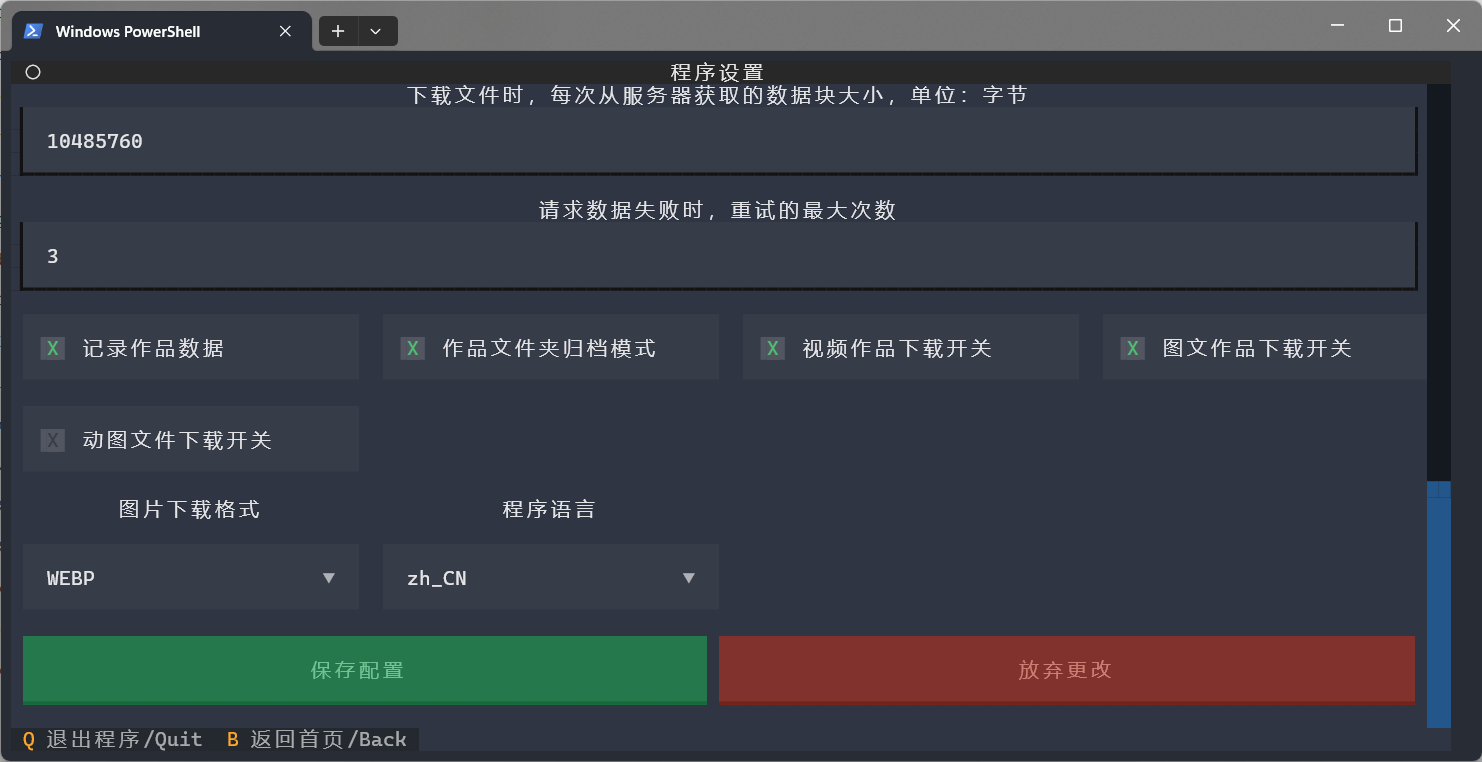 Windows PowerShell
程序设置
下载文件时，每次从服务器获取的数据块大小，单位：字节
10485760
请求数据失败时，重试的最大次数
3
X 记录作品数据 X 作品文件夹归档模式 X 视频作品下载开关 X 图文作品下载开关
X 动图文件下载开关
图片下载格式 程序语言
WEBP ▼ zh_CN ▼
保存配置 放弃更改
Q 退出程序/Quit B 返回首页/Back